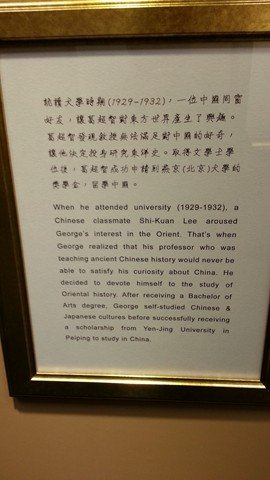 就讀大學時期(1929-1932)，一位中國同窗
好友，讓葛超智對東方世界產生了興趣。
葛超智發現教授無法滿足對中國的好奇，
讓他決定投身研究東洋史。取得文學士學
位後，葛超智成功申請到燕京(北京)大學的
獎學金，留學中國。
When he attended university (1929-1932), a
Chinese classmate Shi-Kuan Lee aroused
George's interest in the Orient. That's when
George realized that his professor who was
teaching ancient Chinese history would never be
able to satisfy his curiosity about China. He
decided to devote himself to the study of
Oriental history. After receiving a Bachelor of
Arts degree, George self-studied Chinese &
Japanese cultures before successfully receiving
a scholarship from Yen-Jing University in
Peiping to study in China.